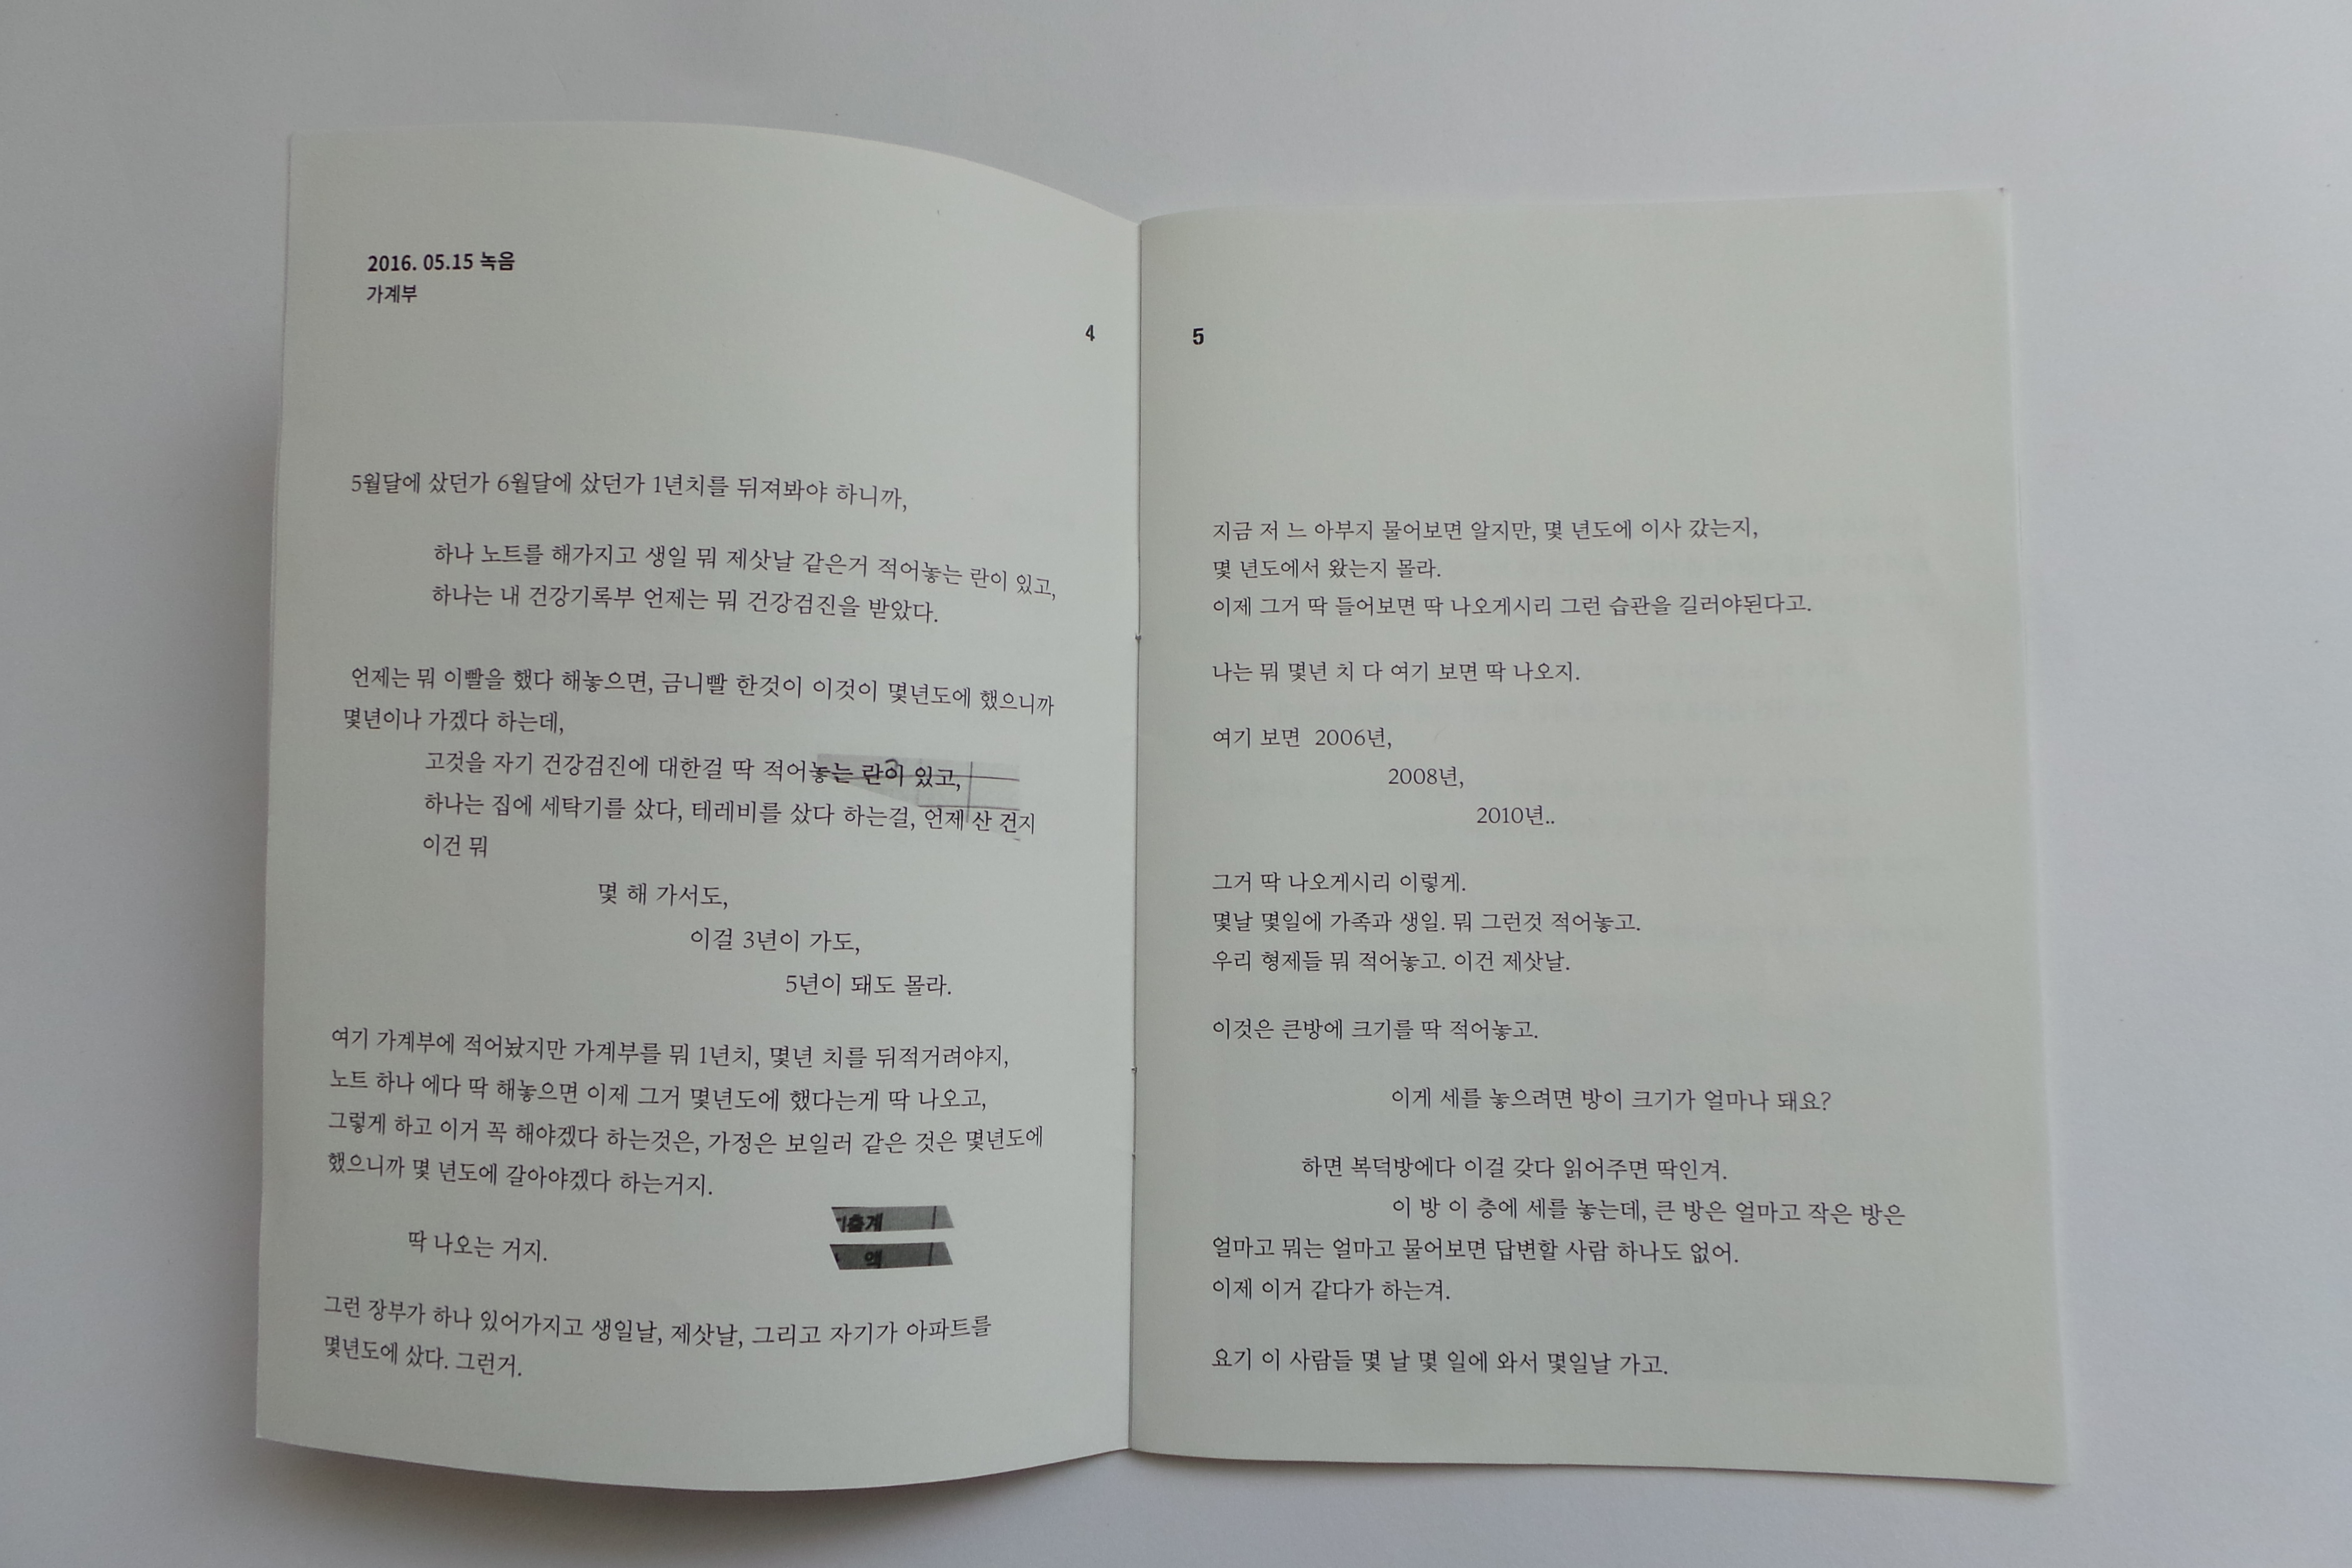 2016. 05.15 녹음
가계부
4
5월달에 샀던가 6월달에 샀던가 1년치를 뒤져봐야 하니까,
하나 노트를 해가지고 생일 뭐 제삿날 같은거 적어놓는 란이 있고,
하나는 내 건강기록부 언제는 뭐 건강검진을 받았다.
언제는 뭐 이빨을 했다 해놓으면, 금니빨 한것이 이것이 몇년도에 했으니까
몇년이나 가겠다 하는데,
고것을 자기 건강검진에 대한걸 딱 적어놓는 란이 있고,
하나는 집에 세탁기를 샀다, 테레비를 샀다 하는걸, 언제 산 건지
이건 뭐
몇 해 가서도,
이걸 3년이 가도,
5년이 돼도 몰라.
여기 가계부에 적어놨지만 가계부를 뭐 1년치, 몇년 치를 뒤적거려야지,
노트 하나 에다 딱 해놓으면 이제 그거 몇년도에 했다는게 딱 나오고,
그렇게 하고 이거 꼭 해야겠다 하는것은, 가정은 보일러 같은 것은 몇년도에
했으니까 몇 년도에 갈아야겠다 하는거지.
딱 나오는 거지.
액
그런 장부가 하나 있어가지고 생일날, 제삿날, 그리고 자기가 아파트를
몇년도에 샀다. 그런거.
5
지금 저 느 아부지 물어보면 알지만, 몇 년도에 이사 갔는지,
몇 년도에서 왔는지 몰라.
이제 그거 딱 들어보면 딱 나오게시리 그런 습관을 길러야된다고.
나는 뭐 몇년 치 다 여기 보면 딱 나오지.
여기 보면 2006년,
2008년,
2010년..
그거 딱 나오게시리 이렇게.
몇날 몇일에 가족과 생일. 뭐 그런것 적어놓고.
우리 형제들 뭐 적어놓고. 이건 제삿날.
이것은 큰방에 크기를 딱 적어놓고.
이게 세를 놓으려면 방이 크기가 얼마나 돼요?
하면 복덕방에다 이걸 갖다 읽어주면 딱인겨.
이 방 이 층에 세를 놓는데, 큰 방은 얼마고 작은 방은
얼마고 뭐는 얼마고 물어보면 답변할 사람 하나도 없어.
이제 이거 갖다가 하는겨.
요기 이 사람들 몇 날 몇 일에 와서 몇일날 가고.